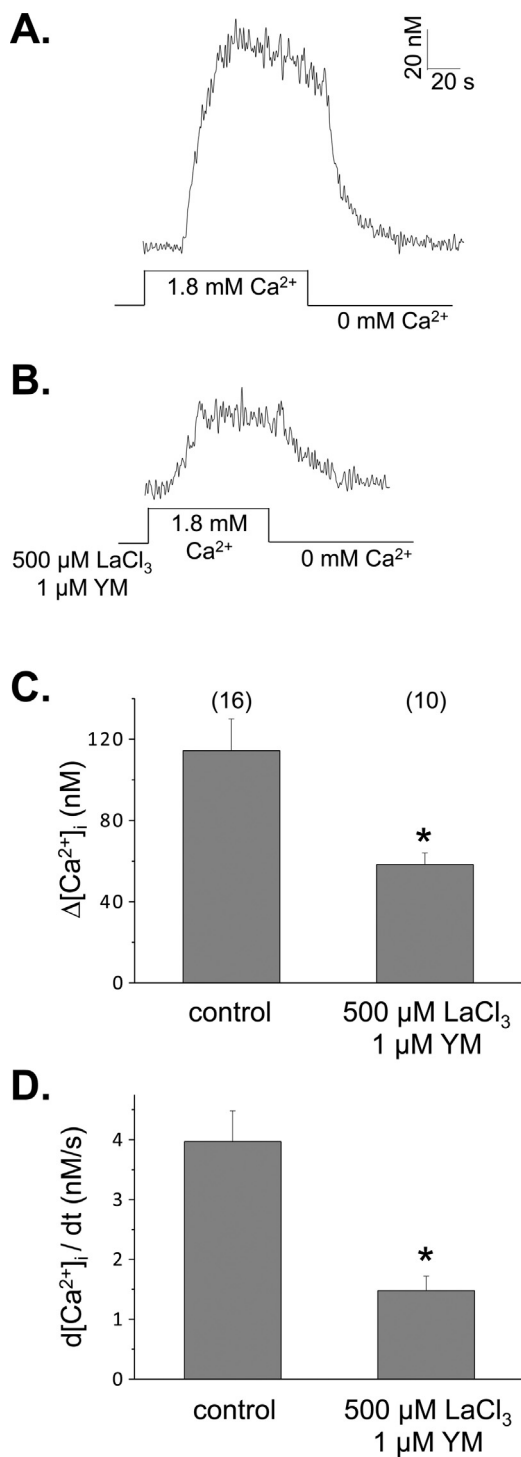 A.
20 nM
20 s
1.8 mM Ca²⁺
0 mM Ca²⁺
B.
1.8 mM
Ca²⁺
0 mM Ca²⁺
500 µM LaCl₃
1 µM YM
C.
(16)
(10)
120
80
40
0
Δ[Ca²⁺]ᵢ (nM)
*
control
500 µM LaCl₃
1 µM YM
D.
4
3
2
1
0
d[Ca²⁺]ᵢ / dt (nM/s)
*
control
500 µM LaCl₃
1 µM YM